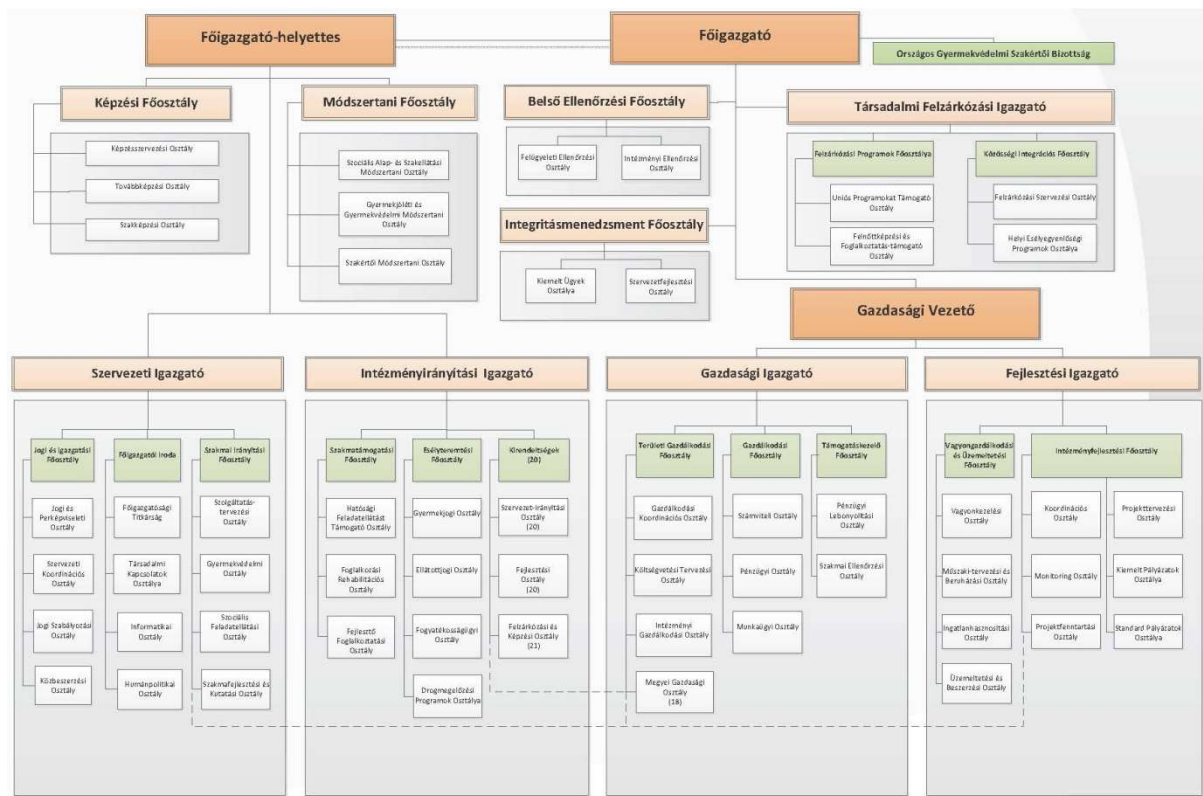 Főigazgató-helyettes
Főigazgató
Országos Gyermekvédelmi Szakértői Bizottság
Képzési Főosztály
Képzésszervezési Osztály
Továbbképzési Osztály
Szakképzési Osztály
Módszertani Főosztály
Szociális Alap- és Szakellátási
Módszertani Osztály
Gyermekjóléti és
Gyermekvédelmi Módszertani
Osztály
Szakértői Módszertani Osztály
Belső Ellenőrzési Főosztály
Felügyeleti Ellenőrzési
Osztály
Intézményi Ellenőrzési
Osztály
Integritásmenedzsment Főosztály
Kiemelt Ügyek
Osztálya
Szervezetfejlesztési
Osztály
Társadalmi Felzárkózási Igazgató
Felzárkózási Programok Főosztálya
Uniós Programokat Támogató
Osztály
Felnőttképzési és
Foglalkoztatás-támogató
Osztály
Közösségi Integrációs Főosztály
Felzárkózási Szervezési Osztály
Helyi Esélyegyenlőségi
Programok Osztálya
Gazdasági Vezető
Szervezeti Igazgató
Jogi és Igazgatási
Főosztály
Jogi és
Perképviseleti
Osztály
Szervezeti
Koordinációs
Osztály
Jogi Szabályozási
Osztály
Közbeszerzési
Osztály
Főigazgatói Iroda
Főigazgatósági
Titkárság
Társadalmi
Kapcsolatok
Osztálya
Informatikai
Osztály
Humánpolitikai
Osztály
Szakmai Irányítási
Főosztály
Szolgáltatás-
tervezési
Osztály
Gyermekvédelmi
Osztály
Szociális
Feladatellátási
Osztály
Szakmafejlesztési és
Kutatási Osztály
Intézményirányítási Igazgató
Szakmatámogatási
Főosztály
Hatósági
Feladatellátást
Támogató Osztály
Foglalkozási
Rehabilitációs
Osztály
Fejlesztő
Foglalkoztatási
Osztály
Esélyteremtési
Főosztály
Gyermekjogi Osztály
Ellátottjogi Osztály
Fogyatékosságügyi
Osztály
Drogmegelőzési
Programok Osztálya
Kirendeltségek
(20)
Szervezet-irányítási
Osztály
(20)
Fejlesztési Osztály
(20)
Felzárkózási és
Képzési Osztály
(21)
Gazdasági Igazgató
Területi Gazdálkodási
Főosztály
Gazdálkodási
Koordinációs Osztály
Költségvetési Tervezési
Osztály
Intézményi
Gazdálkodási Osztály
Megyei Gazdasági
Osztály
(18)
Gazdálkodási
Főosztály
Számviteli Osztály
Pénzügyi Osztály
Munkaügyi Osztály
Támogatáskezelő
Főosztály
Pénzügyi
Lebonyolítási Osztály
Szakmai Ellenőrzési
Osztály
Fejlesztési Igazgató
Vagyongazdálkodási
és Üzemeltetési
Főosztály
Vagyonkezelési
Osztály
Műszaki-tervezési és
Beruházási Osztály
Ingatlanhasznosítási
Osztály
Üzemeltetési és
Beszerzési Osztály
Intézményfejlesztési Főosztály
Koordinációs
Osztály
Monitoring Osztály
Projektfenntartási
Osztály
Projekttervezési
Osztály
Kiemelt Pályázatok
Osztálya
Standard Pályázatok
Osztálya